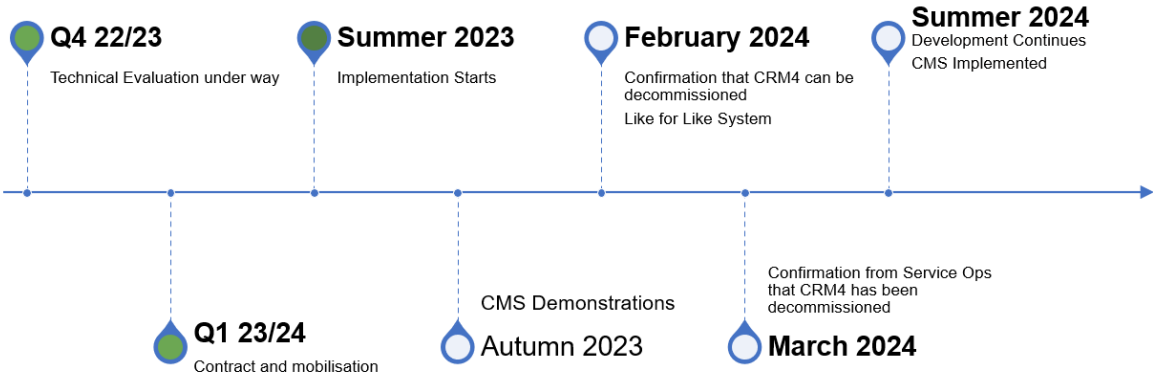 Q4 22/23
Technical Evaluation under way
Q1 23/24
Contract and mobilisation
Summer 2023
Implementation Starts
CMS Demonstrations
Autumn 2023
February 2024
Confirmation that CRM4 can be
decommissioned
Like for Like System
Confirmation from Service Ops
that CRM4 has been
decommissioned
March 2024
Summer 2024
Development Continues
CMS Implemented